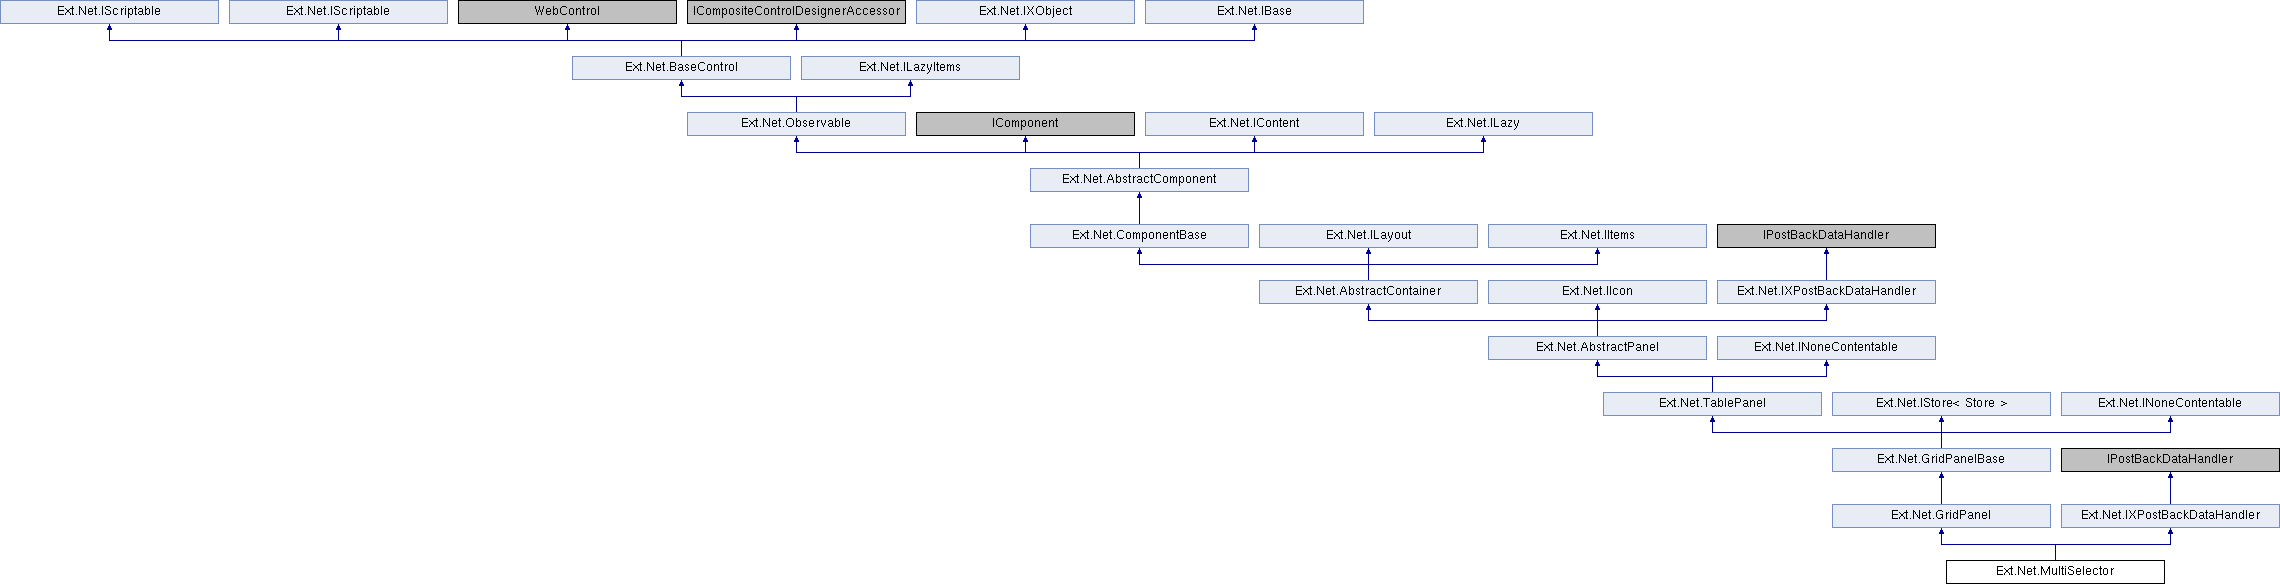 Ext.Net.IScriptable
Ext.Net.IScriptable
WebControl
ICompositeControlDesignerAccessor
Ext.Net.IXObject
Ext.Net.IBase
Ext.Net.BaseControl
Ext.Net.ILazyItems
Ext.Net.Observable
IComponent
Ext.Net.IContent
Ext.Net.ILazy
Ext.Net.AbstractComponent
Ext.Net.ComponentBase
Ext.Net.ILayout
Ext.Net.IItems
IPostBackDataHandler
Ext.Net.AbstractContainer
Ext.Net.IIcon
Ext.Net.IXPostBackDataHandler
Ext.Net.AbstractPanel
Ext.Net.INoneContentable
Ext.Net.TablePanel
Ext.Net.IStore< Store >
Ext.Net.INoneContentable
Ext.Net.GridPanelBase
IPostBackDataHandler
Ext.Net.GridPanel
Ext.Net.IXPostBackDataHandler
Ext.Net.MultiSelector